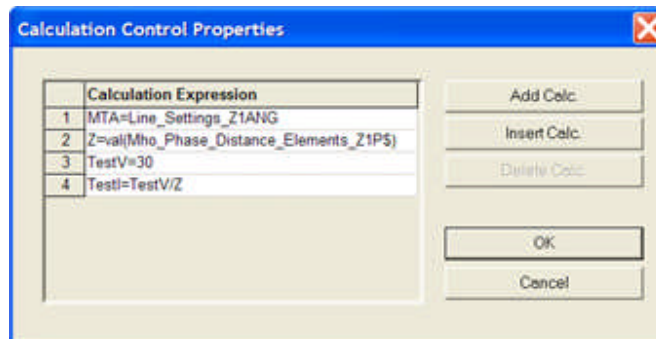 Calculation Control Properties
Calculation Expression
1 MTA=Line_Settings_Z1ANG
2 Z=val(Mho_Phase_Distance_Elements_Z1P$)
3 TestV=30
4 TestI=TestV/Z
Add Calc.
Insert Calc.
Delete Calc.
OK
Cancel